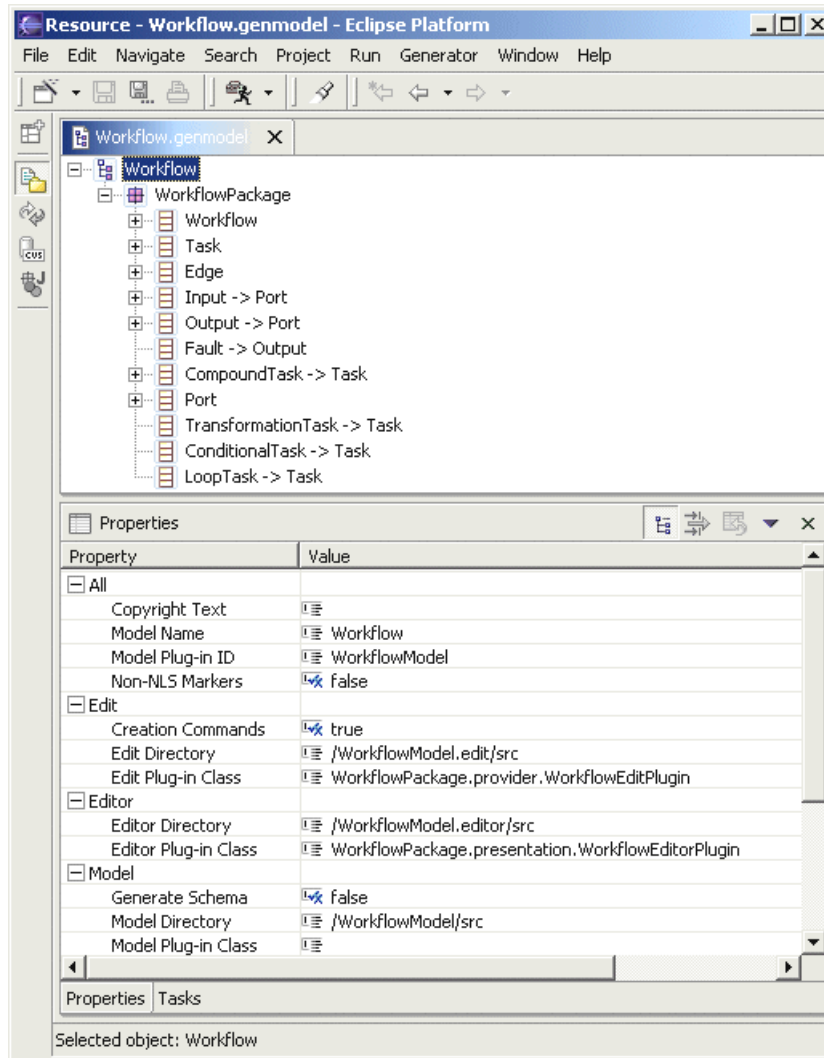 Resource - Workflow.genmodel - Eclipse Platform
File Edit Navigate Search Project Run Generator Window Help
Workflow.genmodel
Workflow
WorkflowPackage
Workflow
Task
Edge
Input -> Port
Output -> Port
Fault -> Output
CompoundTask -> Task
Port
TransformationTask -> Task
ConditionalTask -> Task
LoopTask -> Task
CVS
Properties
Property Value
All
Copyright Text
Model Name Workflow
Model Plug-in ID WorkflowModel
Non-NLS Markers false
Edit
Creation Commands true
Edit Directory /WorkflowModel.edit/src
Edit Plug-in Class WorkflowPackage.provider.WorkflowEditPlugin
Editor
Editor Directory /WorkflowModel.editor/src
Editor Plug-in Class WorkflowPackage.presentation.WorkflowEditorPlugin
Model
Generate Schema false
Model Directory /WorkflowModel/src
Model Plug-in Class
Properties Tasks
Selected object: Workflow